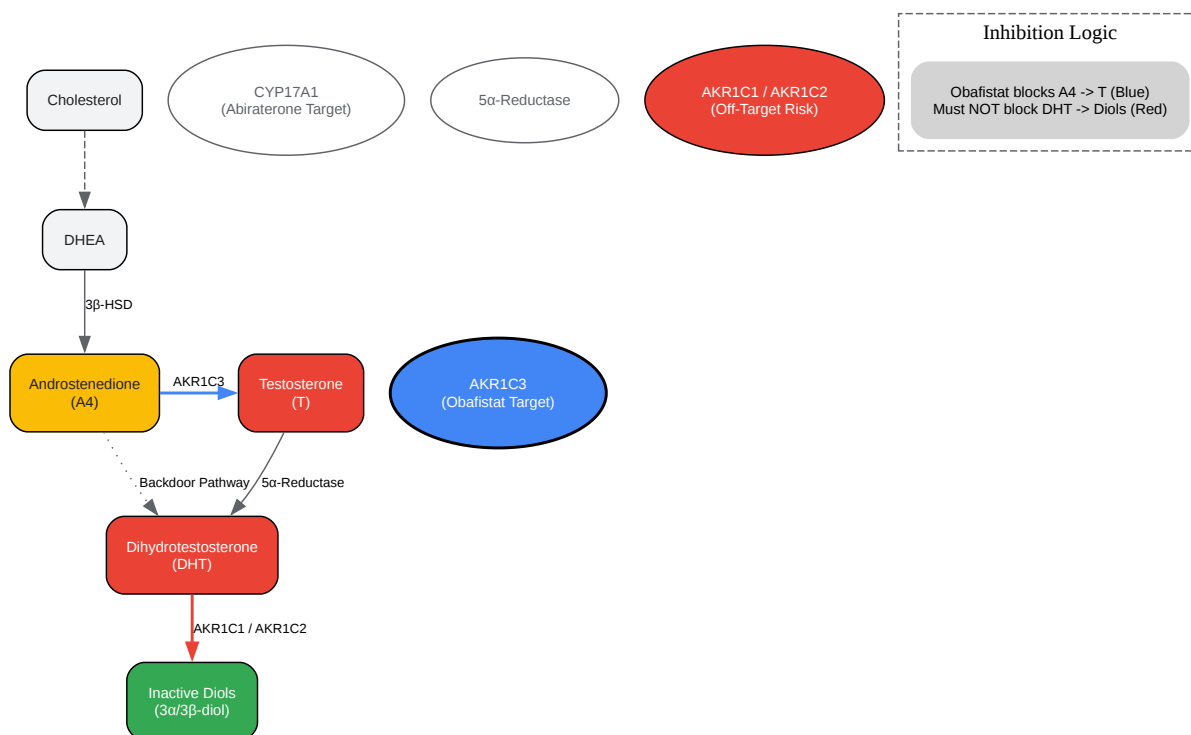 Inhibition Logic
Cholesterol
CYP17A1
(Abiraterone Target)
5α-Reductase
AKR1C1 / AKR1C2
(Off-Target Risk)
Obafistat blocks A4 -> T (Blue)
Must NOT block DHT -> Diols (Red)
DHEA
3β-HSD
Androstenedione
(A4)
AKR1C3
Testosterone
(T)
AKR1C3
(Obafistat Target)
Backdoor Pathway
5α-Reductase
Dihydrotestosterone
(DHT)
AKR1C1 / AKR1C2
Inactive Diols
(3α/3β-diol)